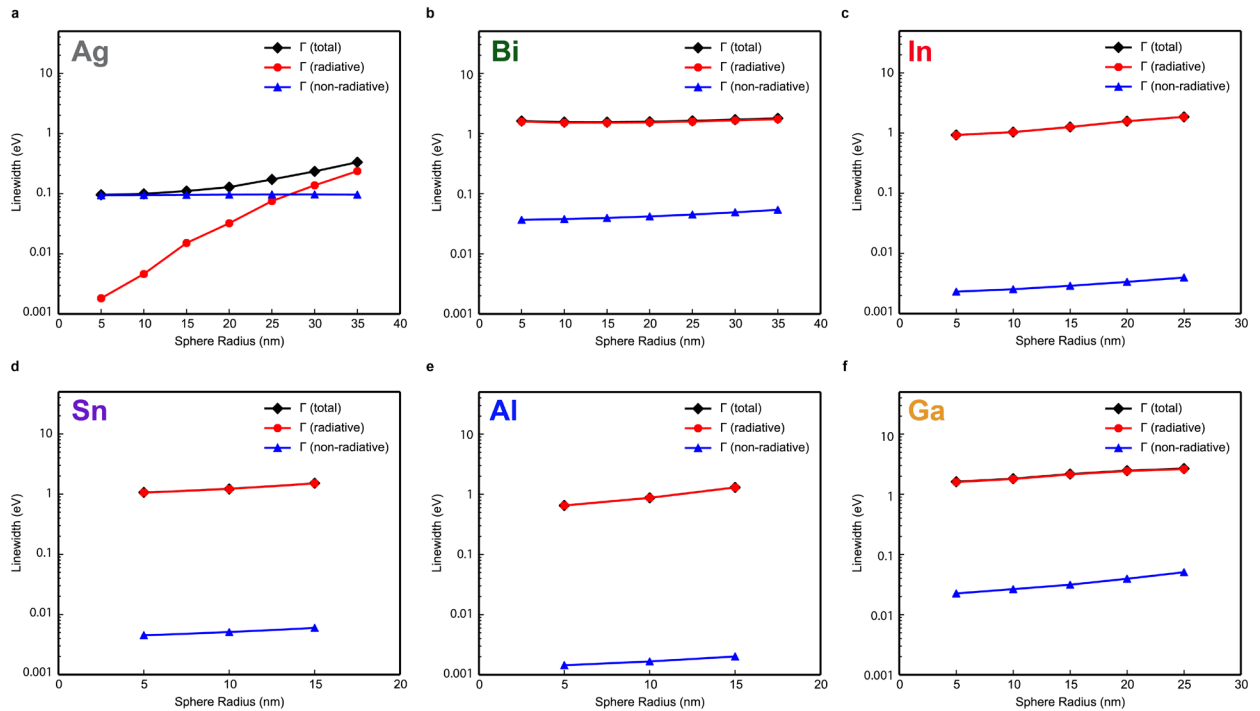 a
Ag
Γ (total)
Γ (radiative)
Γ (non-radiative)
Linewidth (eV)
10
1
0.1
0.01
0.001
0 5 10 15 20 25 30 35 40
Sphere Radius (nm)
b
Bi
Γ (total)
Γ (radiative)
Γ (non-radiative)
Linewidth (eV)
10
1
0.1
0.01
0.001
0 5 10 15 20 25 30 35 40
Sphere Radius (nm)
c
In
Γ (total)
Γ (radiative)
Γ (non-radiative)
Linewidth (eV)
10
1
0.1
0.01
0.001
0 5 10 15 20 25 30
Sphere Radius (nm)
d
Sn
Γ (total)
Γ (radiative)
Γ (non-radiative)
Linewidth (eV)
10
1
0.1
0.01
0.001
0 5 10 15 20
Sphere Radius (nm)
e
Al
Γ (total)
Γ (radiative)
Γ (non-radiative)
Linewidth (eV)
10
1
0.1
0.01
0.001
0 5 10 15 20
Sphere Radius (nm)
f
Ga
Γ (total)
Γ (radiative)
Γ (non-radiative)
Linewidth (eV)
10
1
0.1
0.01
0.001
0 5 10 15 20 25 30
Sphere Radius (nm)